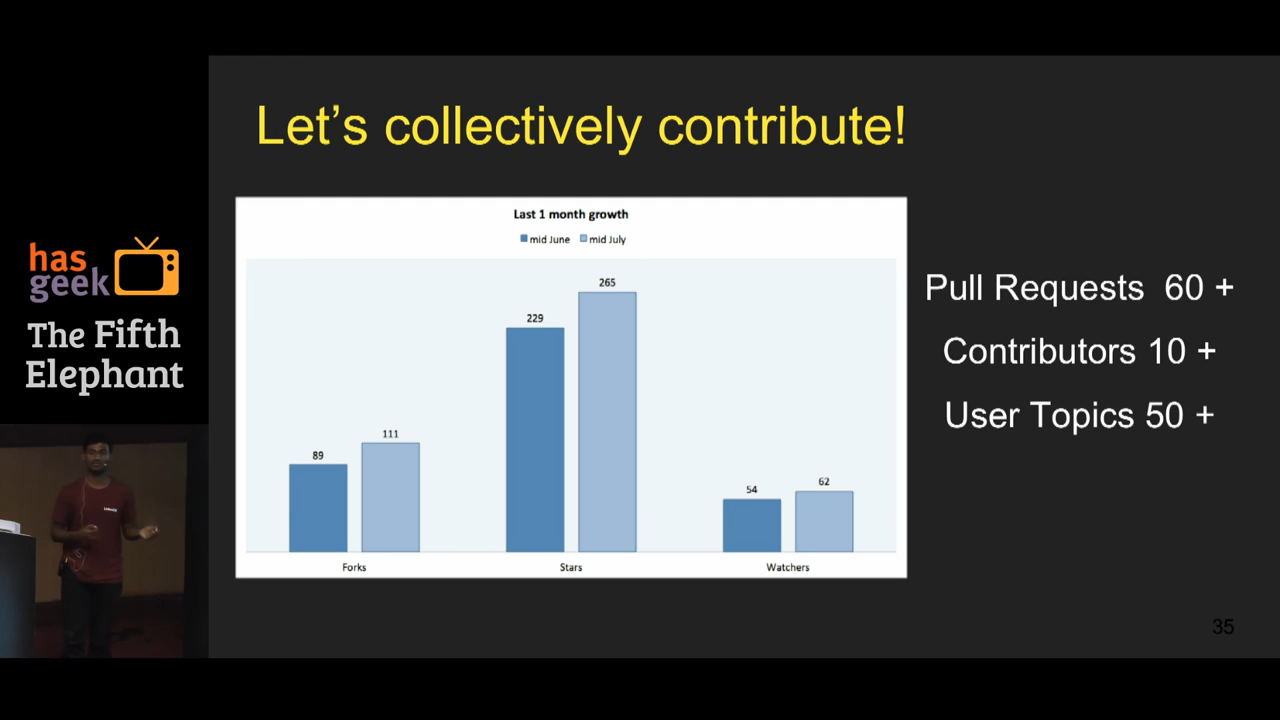 Let's collectively contribute!
has
geek
The Fifth
Elephant
Last 1 month growth
mid June mid July
89
111
229
265
54
62
Forks Stars Watchers
Pull Requests 60 +
Contributors 10 +
User Topics 50 +
35